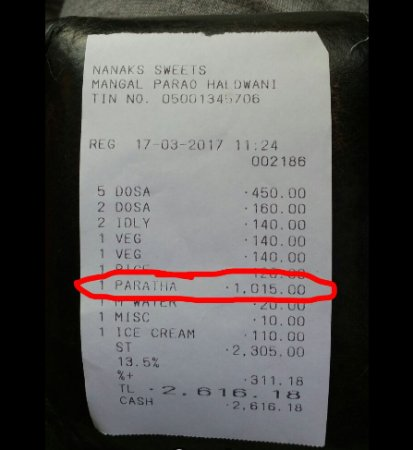 NANAKS SWEETS
MANGAL PARAO HALDWANI
TIN NO. 05001345706
REG 17-03-2017 11:24
002186
5 DOSA ·450.00
2 DOSA ·160.00
2 IDLY ·140.00
1 VEG ·140.00
1 VEG ·140.00
1 RICE ·120.00
1 PARATHA ·1,015.00
1 M WATER ·20.00
1 MISC ·10.00
1 ICE CREAM ·110.00
ST ·2,305.00
13.5%
%+ ·311.18
TL ·2,616.18
CASH ·2,616.18